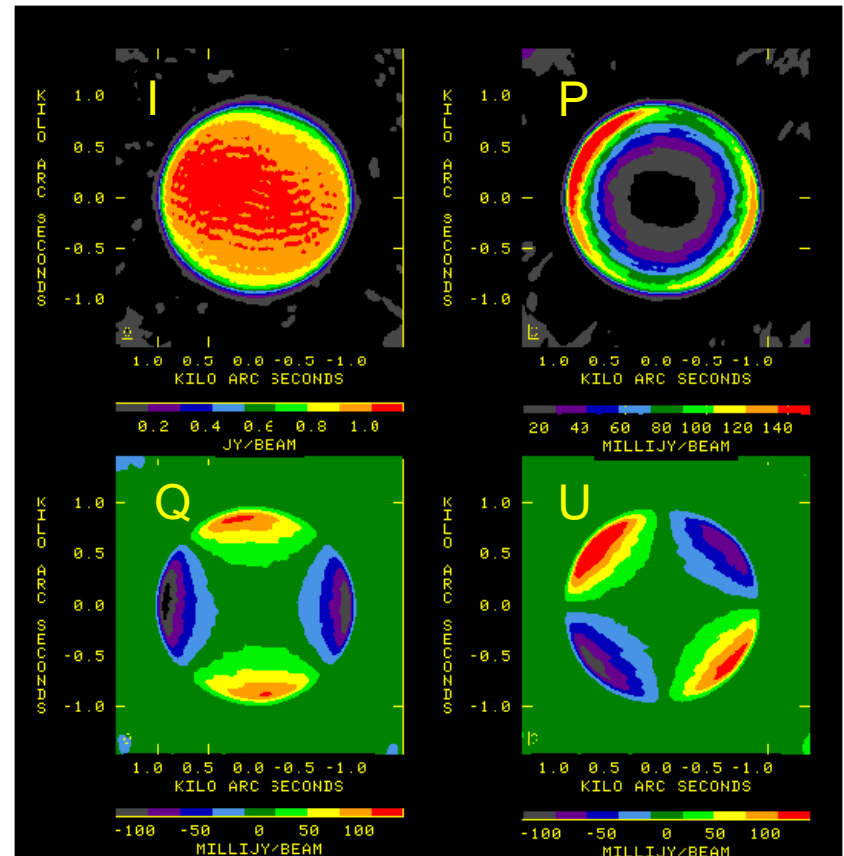 I
KILO ARC SECONDS
1.0
0.5
0.0
-0.5
-1.0
1.0 0.5 0.0 -0.5 -1.0
KILO ARC SECONDS
0.2 0.4 0.6 0.8 1.0
JY/BEAM
P
KILO ARC SECONDS
1.0
0.5
0.0
-0.5
-1.0
1.0 0.5 0.0 -0.5 -1.0
KILO ARC SECONDS
20 40 60 80 100 120 140
MILLIJY/BEAM
Q
KILO ARC SECONDS
1.0
0.5
0.0
-0.5
-1.0
1.0 0.5 0.0 -0.5 -1.0
KILO ARC SECONDS
-100 -50 0 50 100
MILLIJY/BEAM
U
KILO ARC SECONDS
1.0
0.5
0.0
-0.5
-1.0
1.0 0.5 0.0 -0.5 -1.0
KILO ARC SECONDS
-100 -50 0 50 100
MILLIJY/BEAM